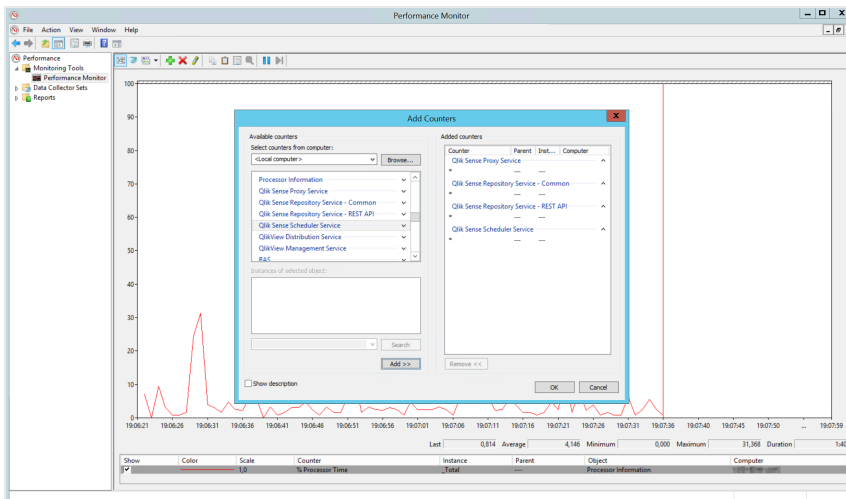 Performance Monitor
File Action View Window Help
Performance
Monitoring Tools
Performance Monitor
Data Collector Sets
Reports
100
90
80
70
60
50
40
30
20
10
0
Add Counters
Available counters
Select counters from computer:
<Local computer>
Browse...
Processor Information
Qlik Sense Proxy Service
Qlik Sense Repository Service - Common
Qlik Sense Repository Service - REST API
Qlik Sense Scheduler Service
QlikView Distribution Service
QlikView Management Service
RAS
Instances of selected object:
Search
Add >>
Show description
Added counters
Counter Parent Inst... Computer
Qlik Sense Proxy Service
* --- ---
Qlik Sense Repository Service - Common
* --- ---
Qlik Sense Repository Service - REST API
* --- ---
Qlik Sense Scheduler Service
* --- ---
Remove <<
OK Cancel
19:06:21 19:06:26 19:06:31 19:06:36 19:06:41 19:06:46 19:06:51 19:06:56 19:07:01 19:07:06 19:07:11 19:07:16 19:07:21 19:07:26 19:07:31 19:07:36 19:07:40 19:07:45 19:07:50 ... 19:07:59
Last 0,814 Average 4,146 Minimum 0,000 Maximum 31,368 Duration 1:40
Show Color Scale Counter Instance Parent Object Computer
1,0 % Processor Time _Total --- Processor Information